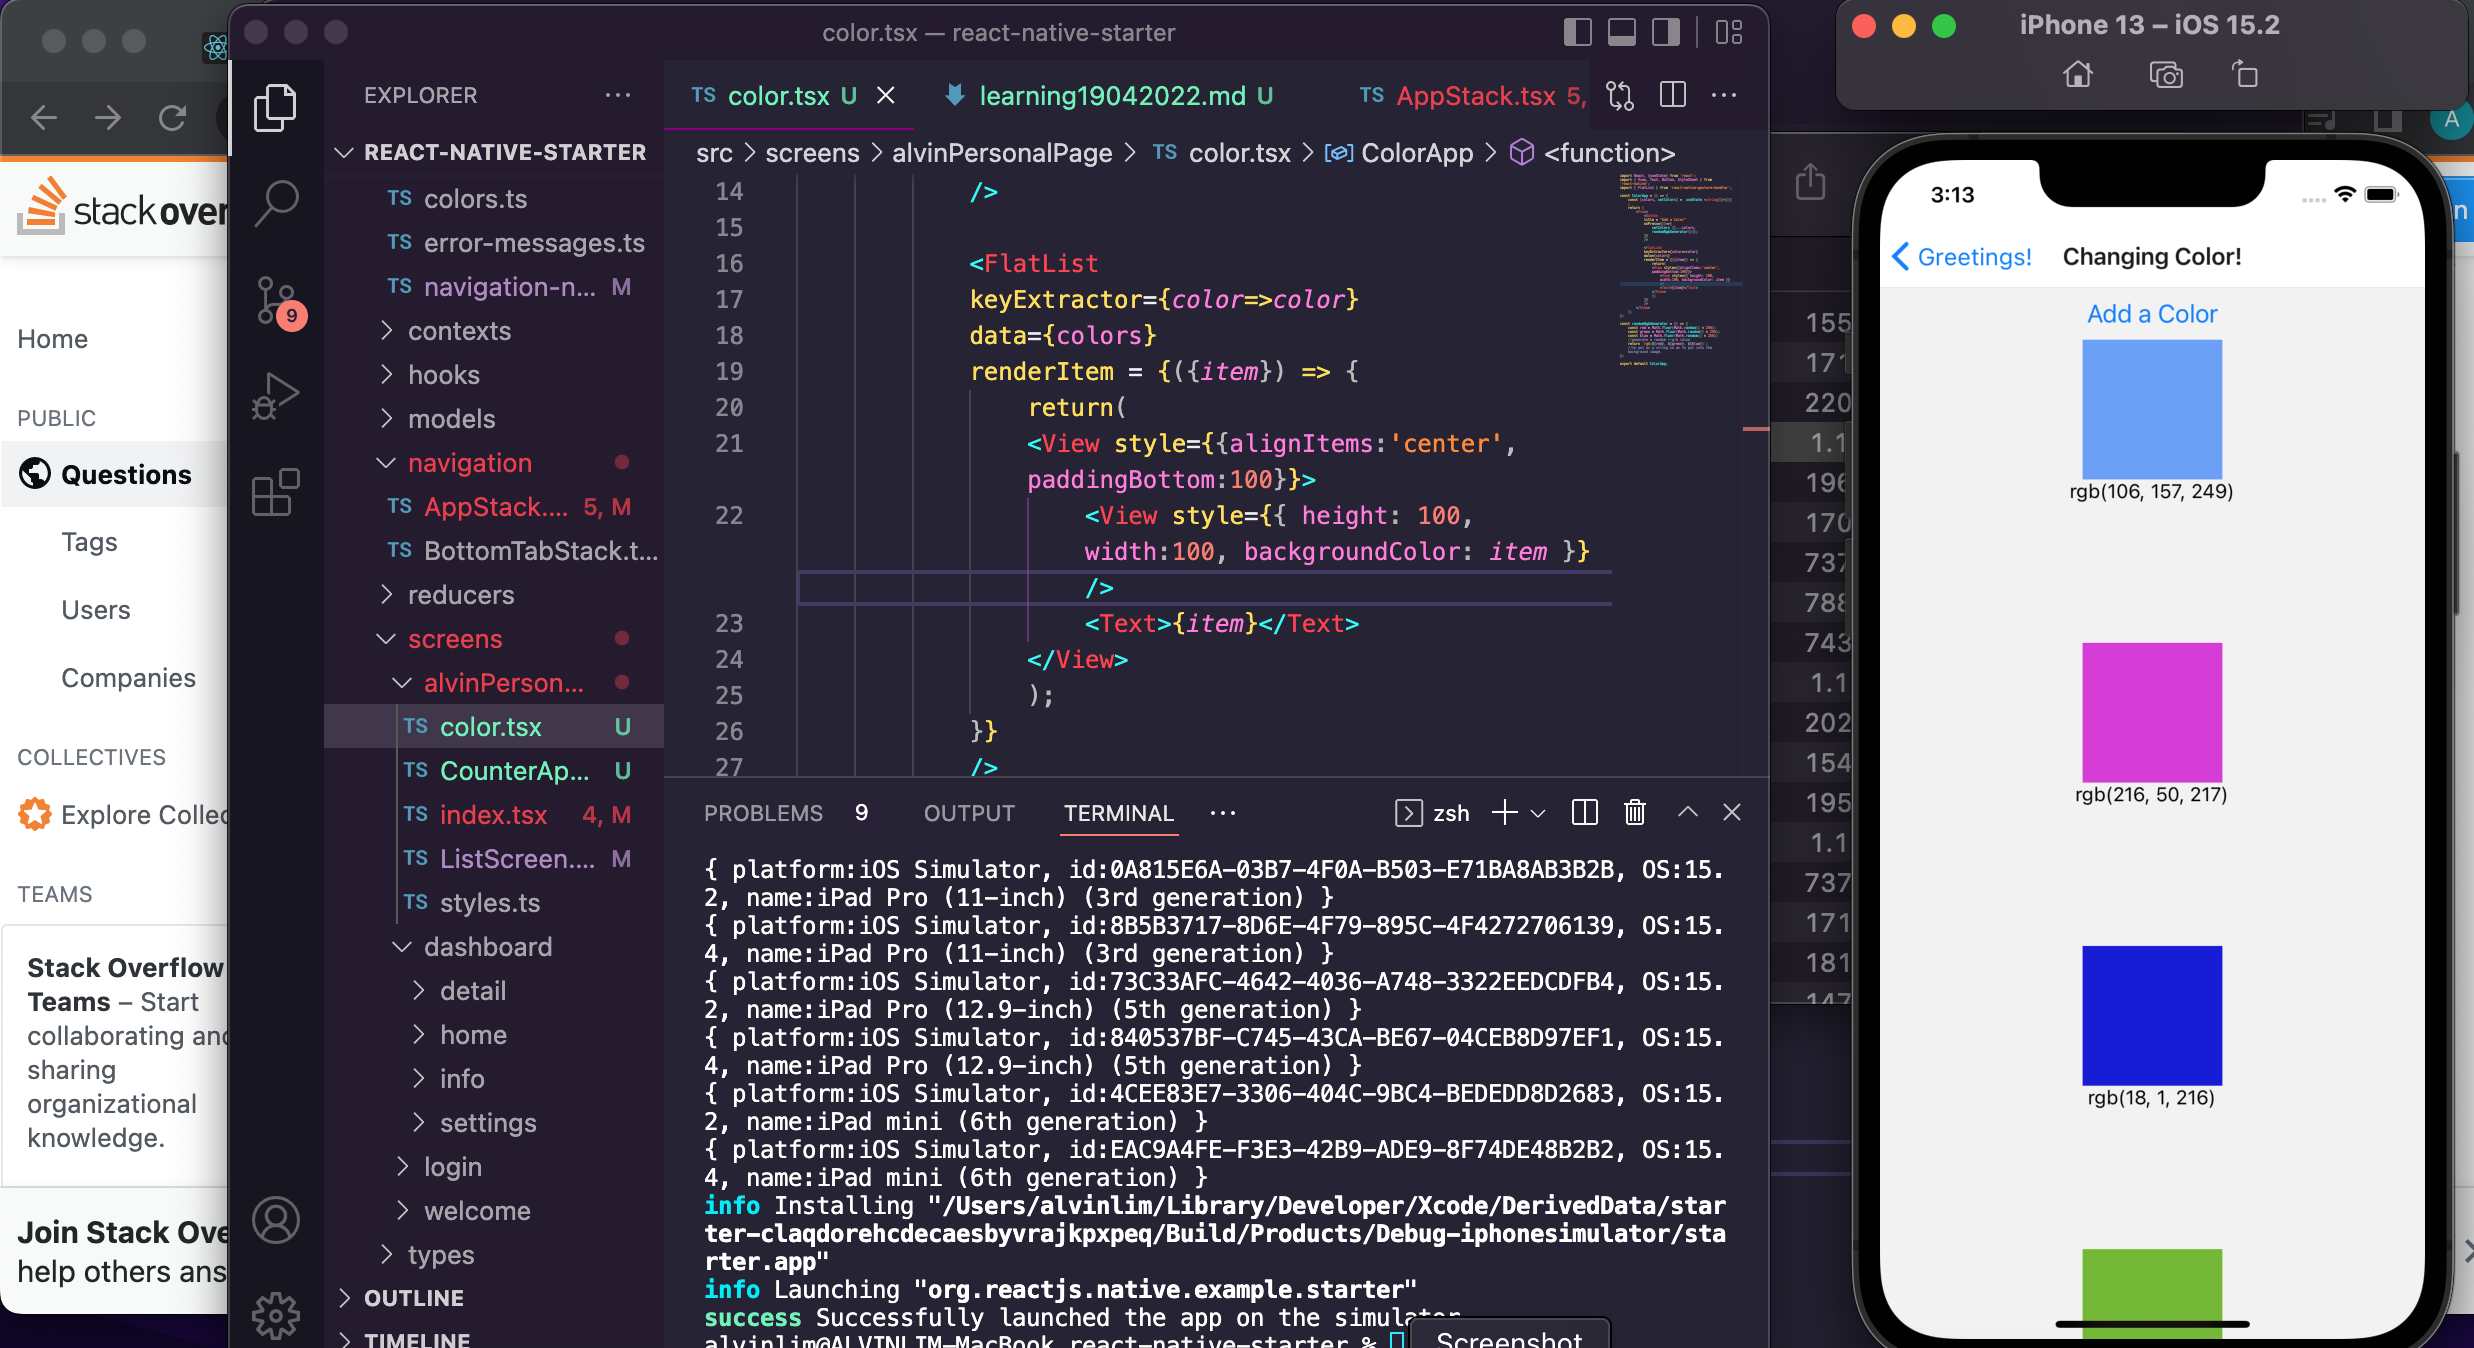 stackover
Home
PUBLIC
Questions
Tags
Users
Companies
COLLECTIVES
Explore Collec
TEAMS
Stack Overflow
Teams – Start
collaborating and
sharing
organizational
knowledge.
Join Stack Ove
help others ans
color.tsx — react-native-starter
EXPLORER
REACT-NATIVE-STARTER
TS colors.ts
TS error-messages.ts
TS navigation-n... M
contexts
hooks
models
navigation
TS AppStack.... 5, M
TS BottomTabStack.t...
reducers
screens
alvinPerson...
TS color.tsx U
TS CounterAp... U
TS index.tsx 4, M
TS ListScreen.... M
TS styles.ts
dashboard
detail
home
info
settings
login
welcome
types
OUTLINE
TIMELINE
9
TS color.tsx U
learning19042022.md U
TS AppStack.tsx 5,
src > screens > alvinPersonalPage > TS color.tsx > ColorApp > <function>
14 />
15
16 <FlatList
17 keyExtractor={color=>color}
18 data={colors}
19 renderItem = {({item}) => {
20 return(
21 <View style={{alignItems:'center',
paddingBottom:100}}>
22 <View style={{ height: 100,
width:100, backgroundColor: item }}
/>
23 <Text>{item}</Text>
24 </View>
25 );
26 }}
27 />
PROBLEMS 9 OUTPUT TERMINAL ··· zsh
{ platform:iOS Simulator, id:0A815E6A-03B7-4F0A-B503-E71BA8AB3B2B, OS:15.
2, name:iPad Pro (11-inch) (3rd generation) }
{ platform:iOS Simulator, id:8B5B3717-8D6E-4F79-895C-4F4272706139, OS:15.
4, name:iPad Pro (11-inch) (3rd generation) }
{ platform:iOS Simulator, id:73C33AFC-4642-4036-A748-3322EEDCDFB4, OS:15.
2, name:iPad Pro (12.9-inch) (5th generation) }
{ platform:iOS Simulator, id:840537BF-C745-43CA-BE67-04CEB8D97EF1, OS:15.
4, name:iPad Pro (12.9-inch) (5th generation) }
{ platform:iOS Simulator, id:4CEE83E7-3306-404C-9BC4-BEDEDD8D2683, OS:15.
2, name:iPad mini (6th generation) }
{ platform:iOS Simulator, id:EAC9A4FE-F3E3-42B9-ADE9-8F74DE48B2B2, OS:15.
4, name:iPad mini (6th generation) }
info Installing "/Users/alvinlim/Library/Developer/Xcode/DerivedData/star
ter-claqdorehcdecaesbyvrajkpxpeq/Build/Products/Debug-iphonesimulator/sta
rter.app"
info Launching "org.reactjs.native.example.starter"
success Successfully launched the app on the simulator
alvinlim@ALVINLIM-MacBook react-native-starter %
Screenshot
155
171
220
1.1
196
170
737
788
743
1.1
202
154
195
1.1
737
171
181
147
A
n
iPhone 13 – iOS 15.2
3:13
Greetings!
Changing Color!
Add a Color
rgb(106, 157, 249)
rgb(216, 50, 217)
rgb(18, 1, 216)